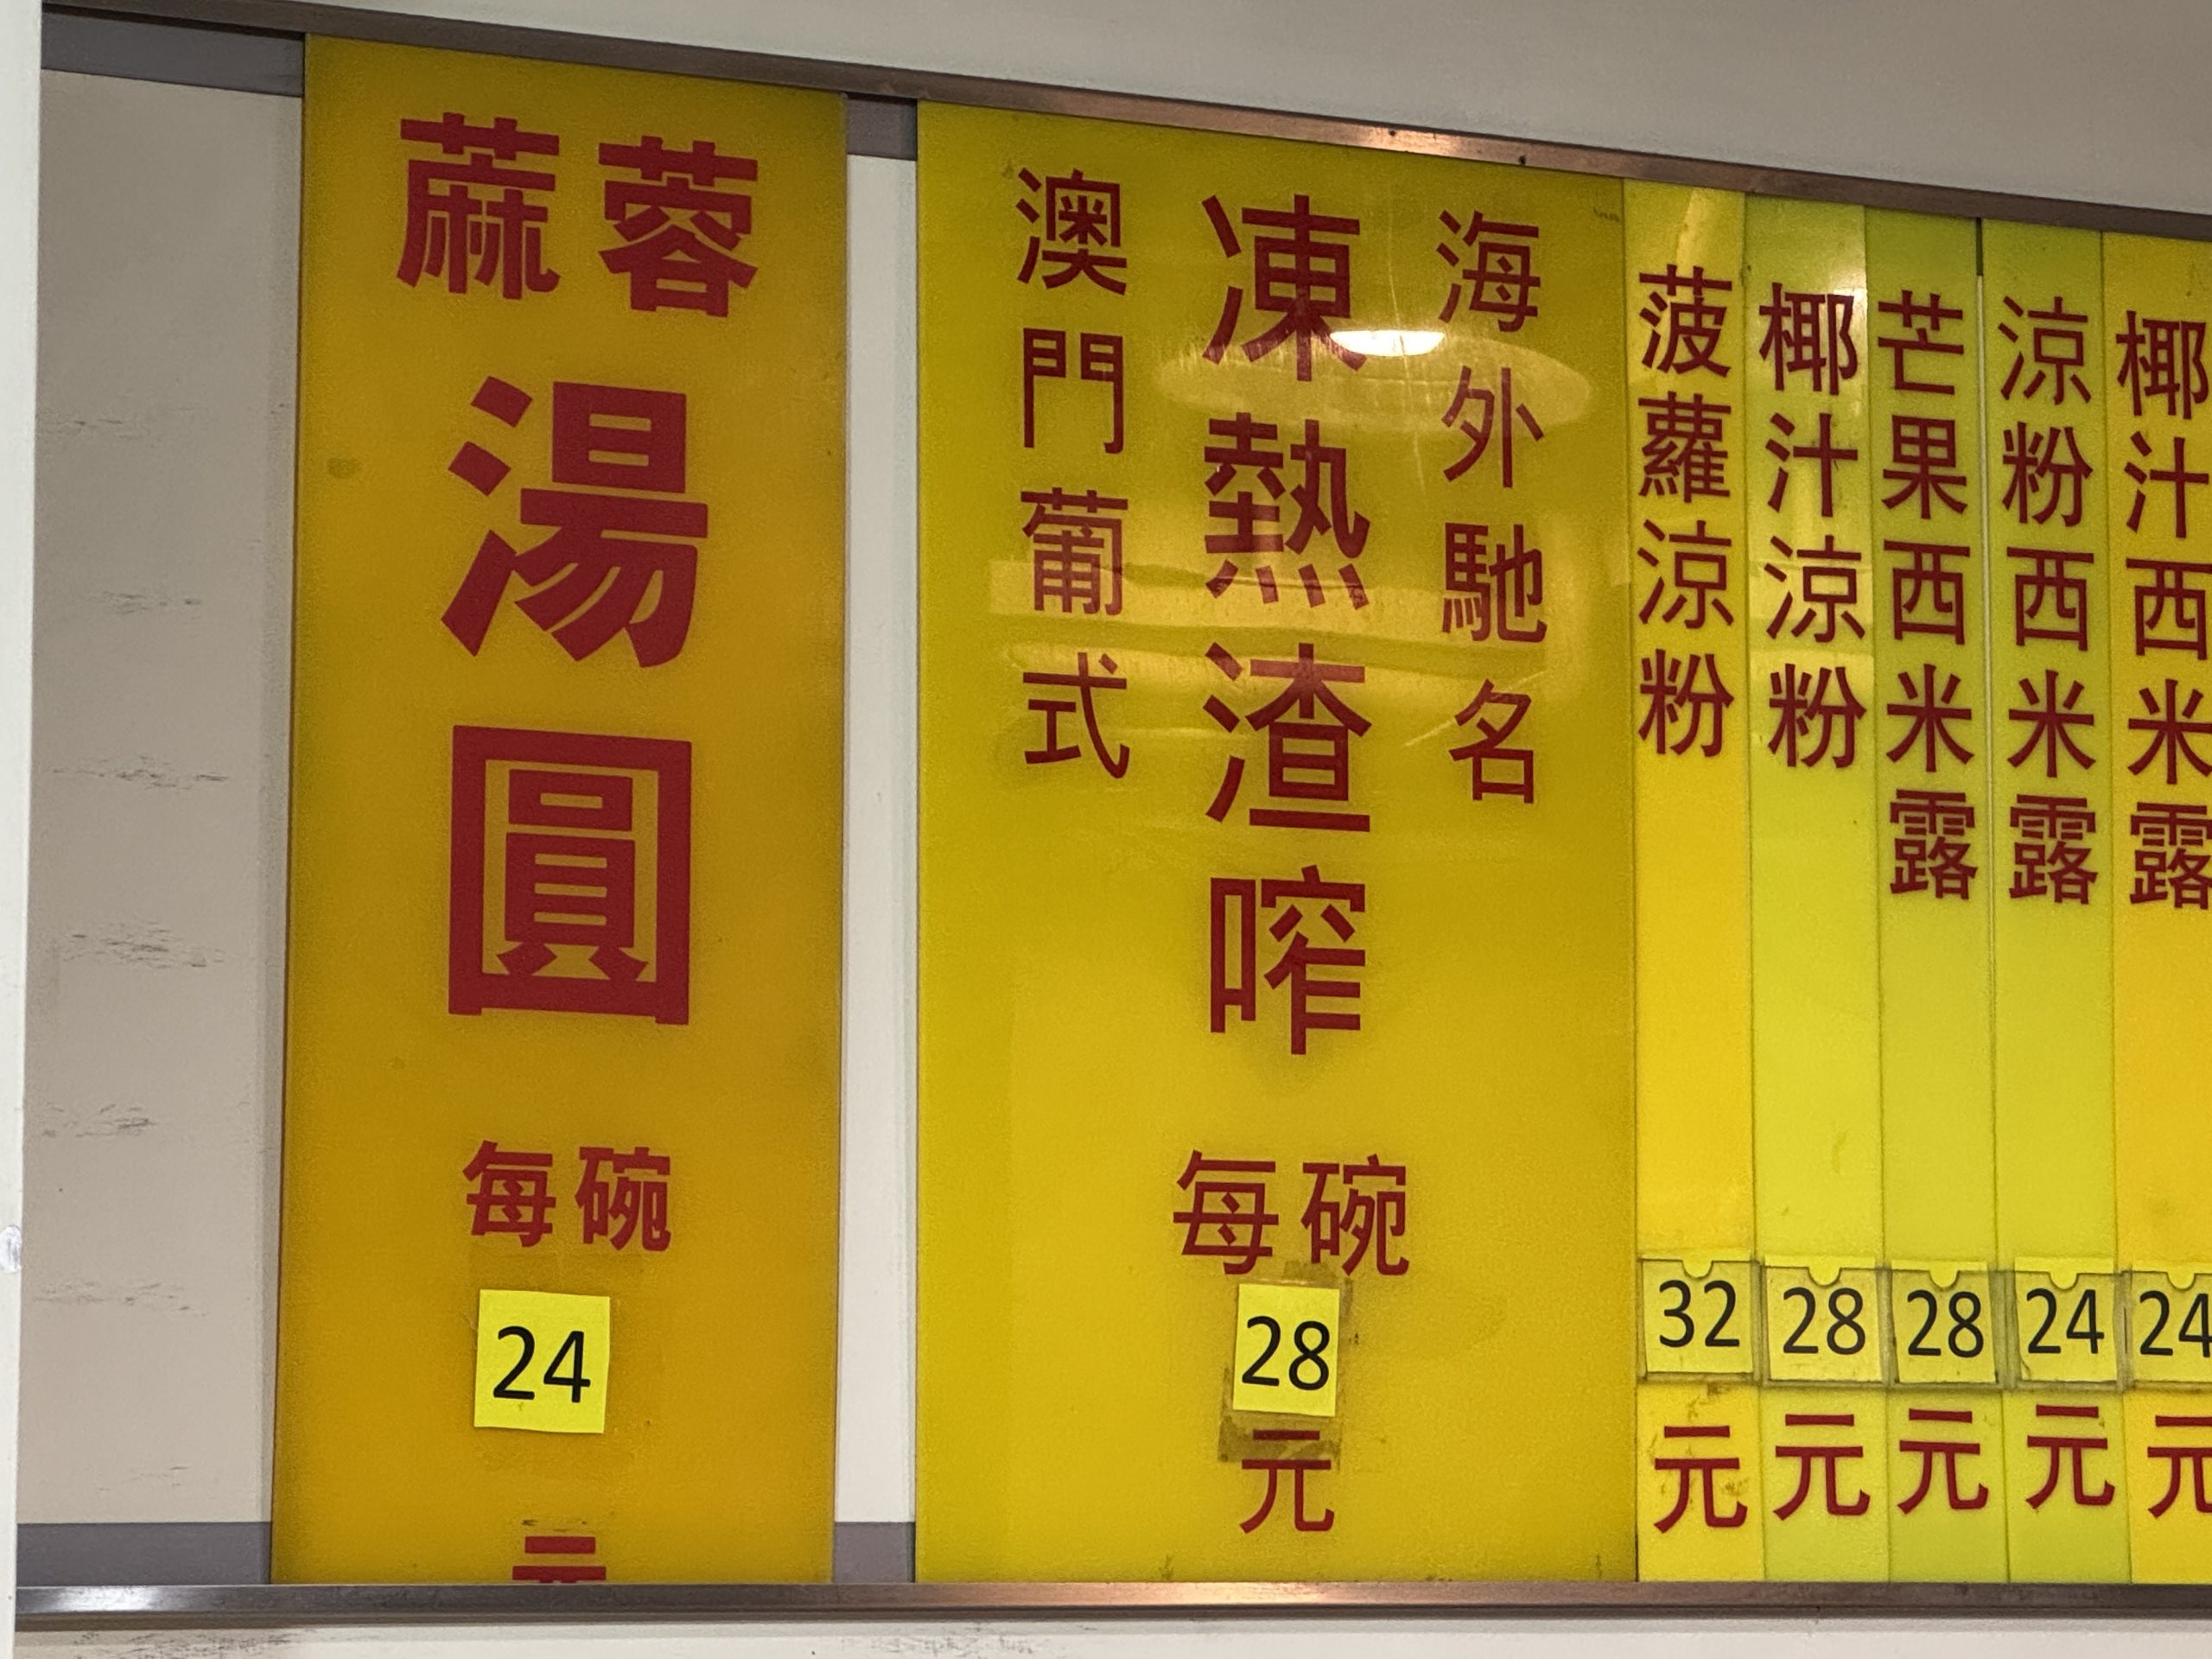 蔴蓉
湯圓
每碗
24
元
澳門葡式
凍熱渣咋
海外馳名
每碗
28
元
菠蘿涼粉
32
元
椰汁涼粉
28
元
芒果西米露
28
元
涼粉西米露
24
元
椰汁西米露
24
元